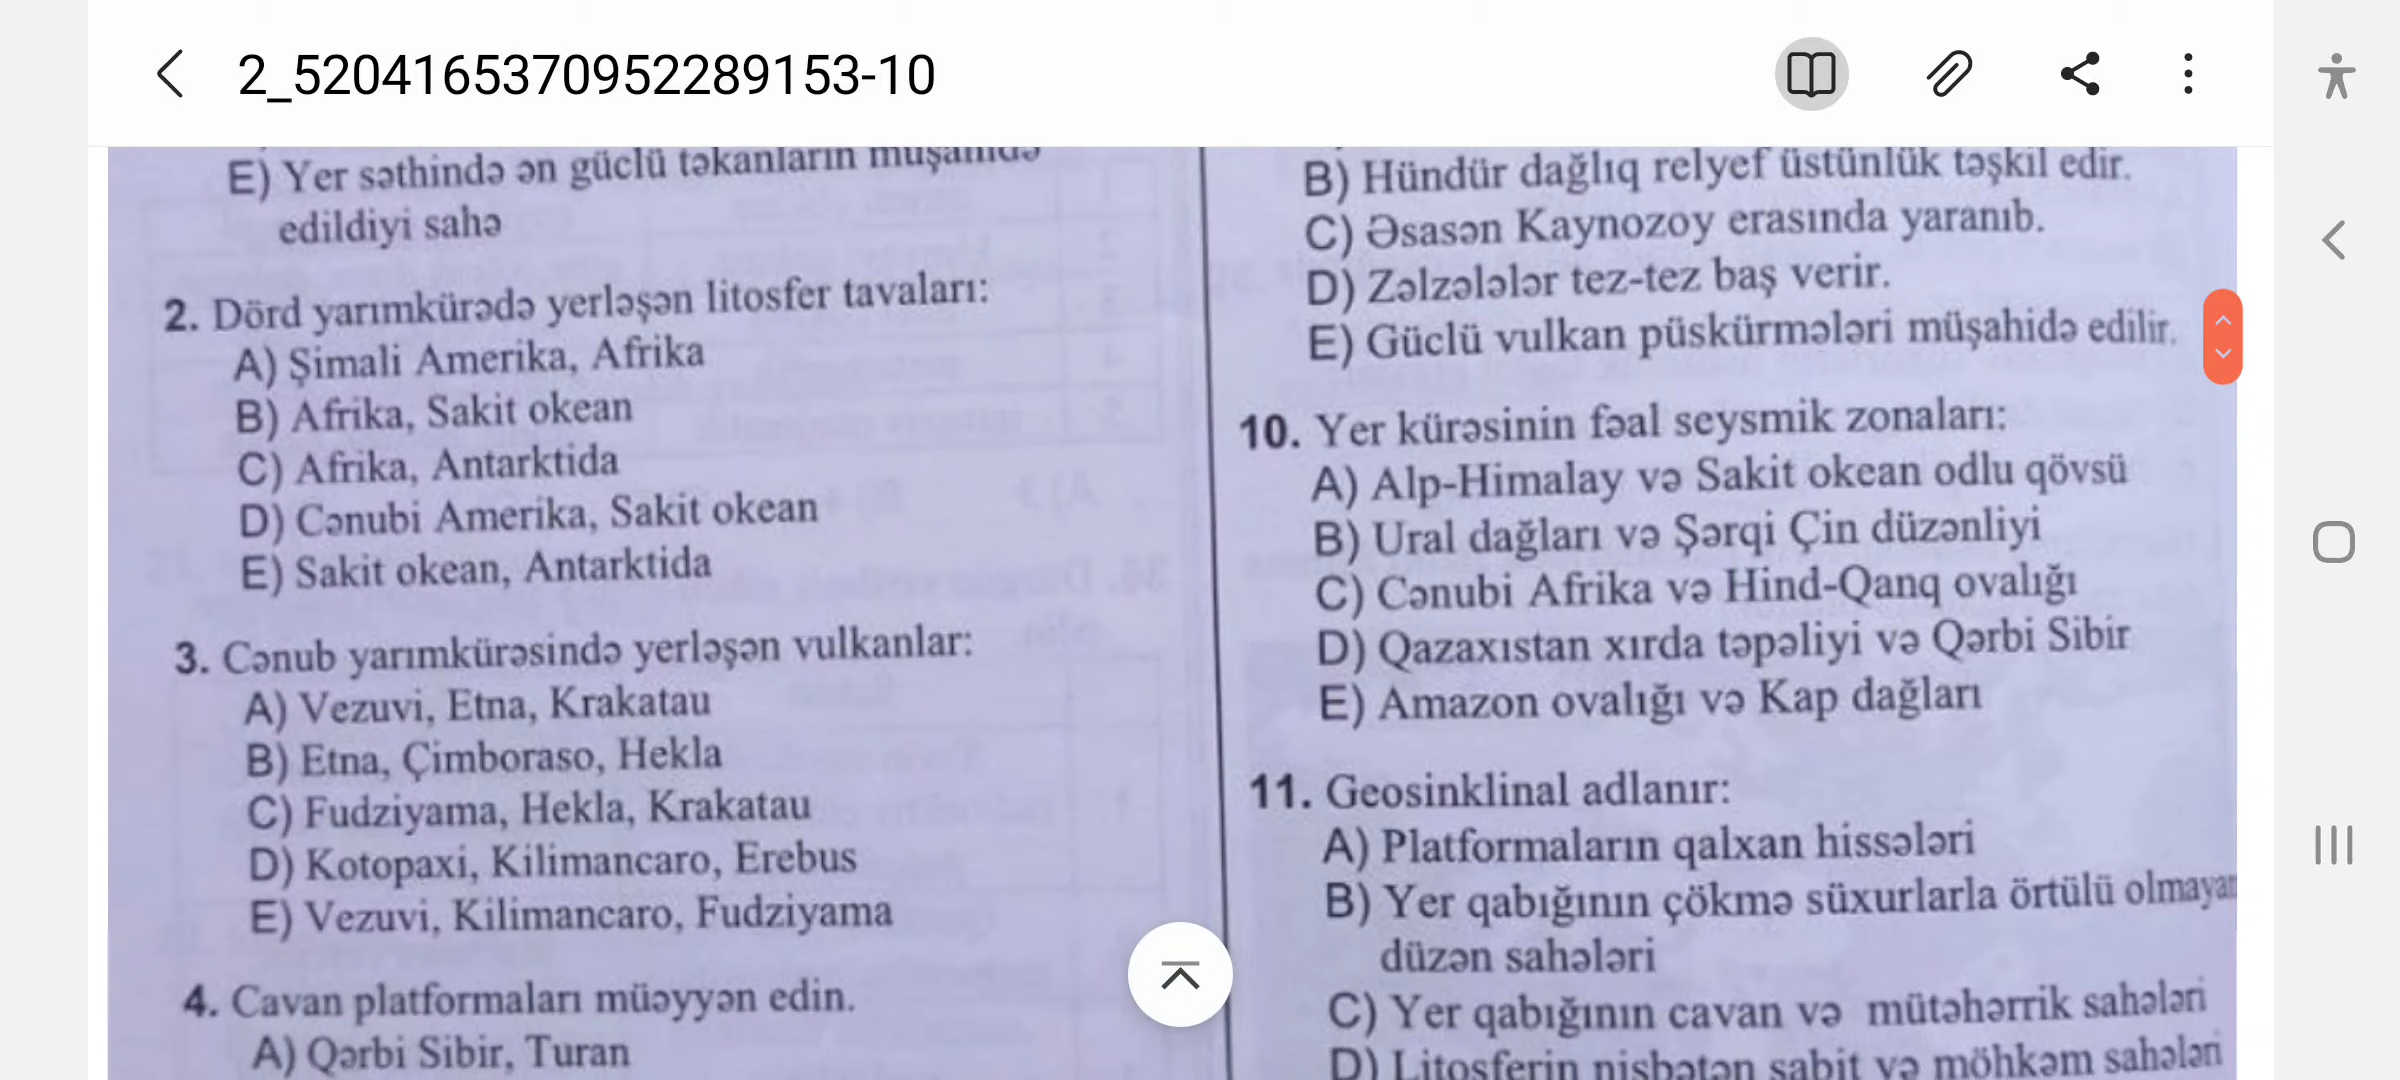 2_5204165370952289153-10
E) Yer səthində ən güclü təkanların müşahidə
edildiyi sahə
2. Dörd yarımkürədə yerləşən litosfer tavaları:
A) Şimali Amerika, Afrika
B) Afrika, Sakit okean
C) Afrika, Antarktida
D) Cənubi Amerika, Sakit okean
E) Sakit okean, Antarktida
3. Cənub yarımkürəsində yerləşən vulkanlar:
A) Vezuvi, Etna, Krakatau
B) Etna, Çimboraso, Hekla
C) Fudziyama, Hekla, Krakatau
D) Kotopaxi, Kilimancaro, Erebus
E) Vezuvi, Kilimancaro, Fudziyama
4. Cavan platformaları müəyyən edin.
A) Qərbi Sibir, Turan
B) Hündür dağlıq relyef üstünlük təşkil edir.
C) Əsasən Kaynozoy erasında yaranıb.
D) Zəlzələlər tez-tez baş verir.
E) Güclü vulkan püskürmələri müşahidə edilir.
10. Yer kürəsinin fəal seysmik zonaları:
A) Alp-Himalay və Sakit okean odlu qövsü
B) Ural dağları və Şərqi Çin düzənliyi
C) Cənubi Afrika və Hind-Qanq ovalığı
D) Qazaxıstan xırda təpəliyi və Qərbi Sibir
E) Amazon ovalığı və Kap dağları
11. Geosinklinal adlanır:
A) Platformaların qalxan hissələri
B) Yer qabığının çökmə süxurlarla örtülü olmayan
düzən sahələri
C) Yer qabığının cavan və mütəhərrik sahələri
D) Litosferin nisbətən sabit və möhkəm sahələri